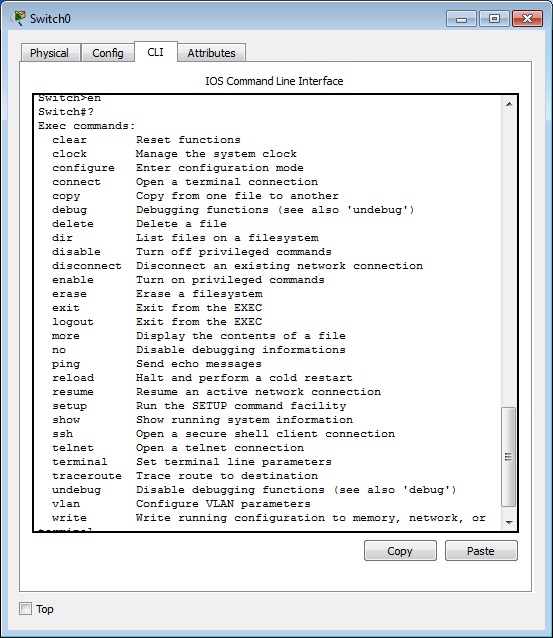 Switch0
Physical Config CLI Attributes
IOS Command Line Interface
Switch>en
Switch#?
Exec commands:
  clear       Reset functions
  clock       Manage the system clock
  configure   Enter configuration mode
  connect     Open a terminal connection
  copy        Copy from one file to another
  debug       Debugging functions (see also 'undebug')
  delete      Delete a file
  dir         List files on a filesystem
  disable     Turn off privileged commands
  disconnect  Disconnect an existing network connection
  enable      Turn on privileged commands
  erase       Erase a filesystem
  exit        Exit from the EXEC
  logout      Exit from the EXEC
  more        Display the contents of a file
  no          Disable debugging informations
  ping        Send echo messages
  reload      Halt and perform a cold restart
  resume      Resume an active network connection
  setup       Run the SETUP command facility
  show        Show running system information
  ssh         Open a secure shell client connection
  telnet      Open a telnet connection
  terminal    Set terminal line parameters
  traceroute  Trace route to destination
  undebug     Disable debugging functions (see also 'debug')
  vlan        Configure VLAN parameters
  write       Write running configuration to memory, network, or
terminal
Copy Paste
Top